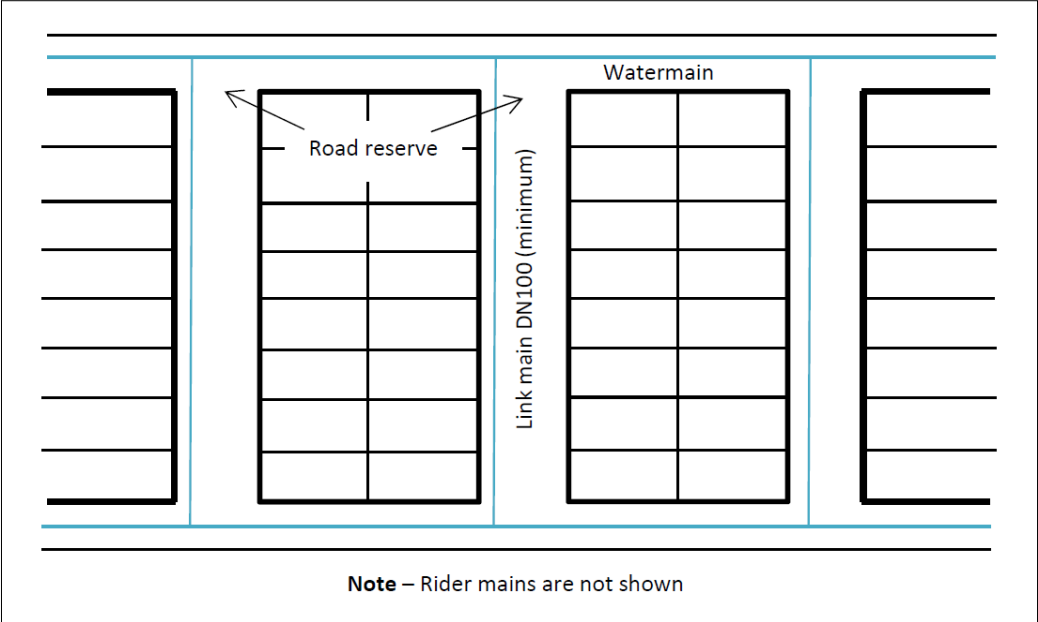 Watermain
Road reserve
Link main DN100 (minimum)
Note – Rider mains are not shown